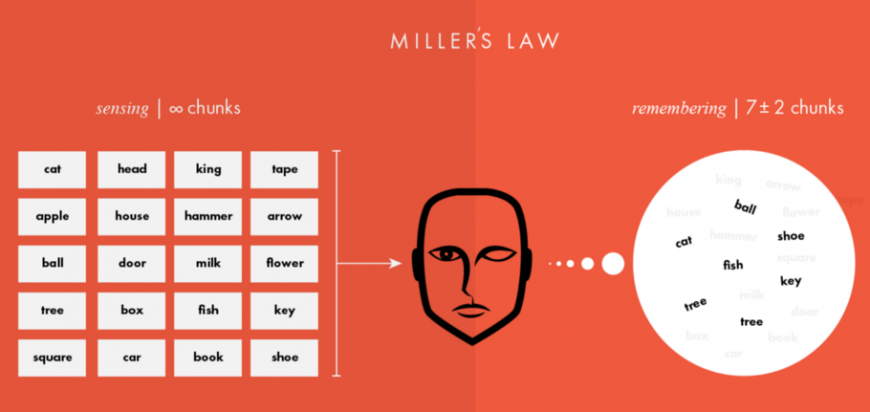 MILLER'S LAW
sensing | ∞ chunks
remembering | 7± 2 chunks
cat head king tape
apple house hammer arrow
ball door milk flower
tree box fish key
square car book shoe
king arrow
ball
tape
house flower
cat hammer shoe
fish square
key
tree milk
tree door
box book
car